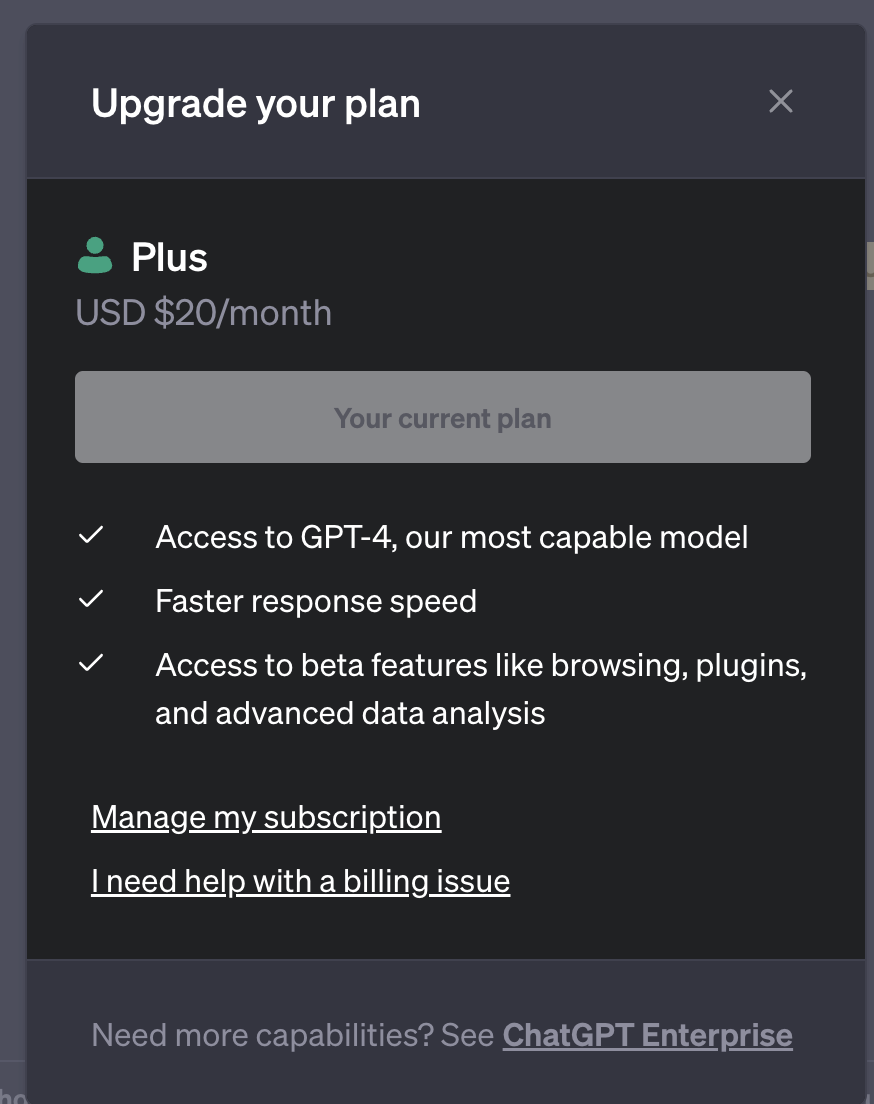 Upgrade your plan
Plus
USD $20/month
Your current plan
Access to GPT-4, our most capable model
Faster response speed
Access to beta features like browsing, plugins,
and advanced data analysis
Manage my subscription
I need help with a billing issue
Need more capabilities? See ChatGPT Enterprise